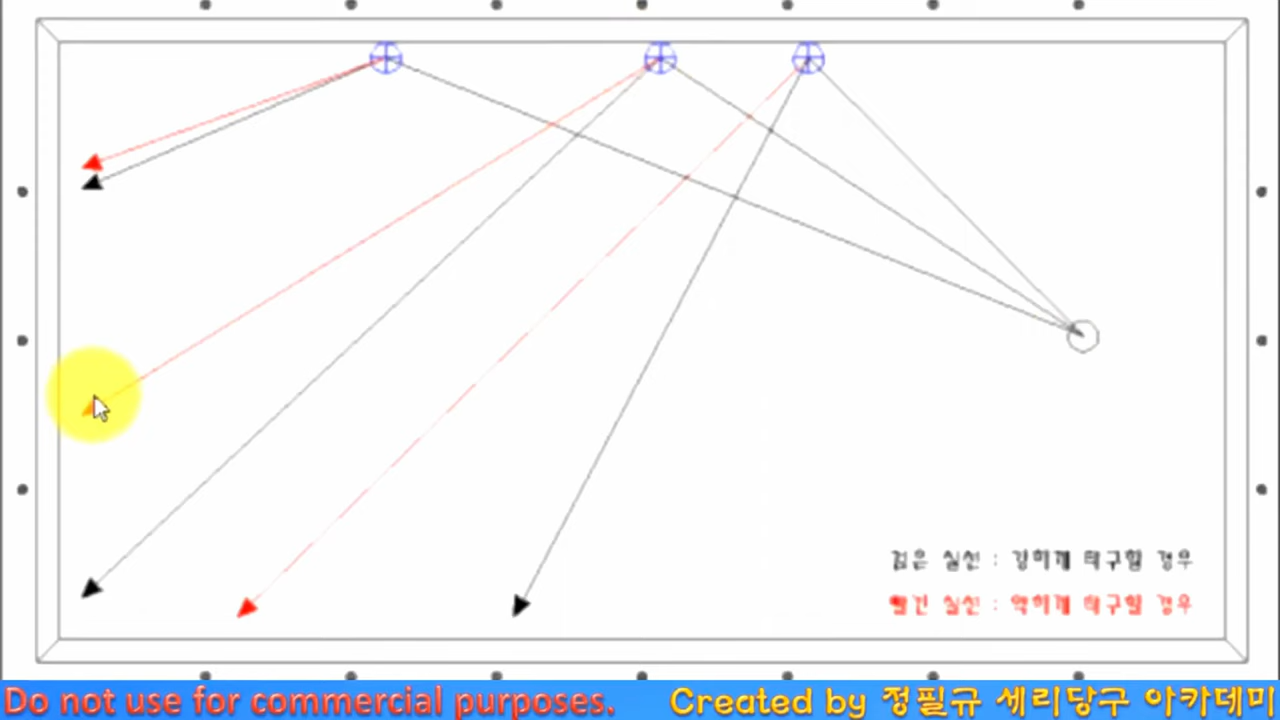 검은 실선 : 강하게 타구할 경우
빨간 실선 : 약하게 타구할 경우
Do not use for commercial purposes. Created by 정필규 세리당구 아카데미